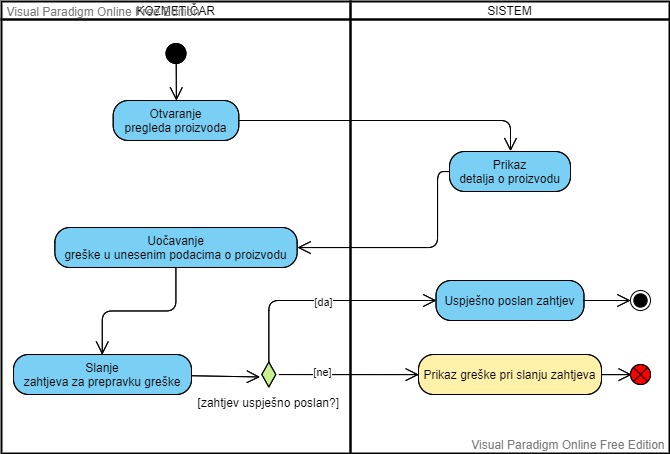 Visual Paradigm Online Free Edition
KOZMETIČAR
SISTEM
Otvaranje
pregleda proizvoda
Prikaz
detalja o proizvodu
Uočavanje
greške u unesenim podacima o proizvodu
[da]
Uspješno poslan zahtjev
Slanje
zahtjeva za prepravku greške
[ne]
Prikaz greške pri slanju zahtjeva
[zahtjev uspješno poslan?]
Visual Paradigm Online Free Edition